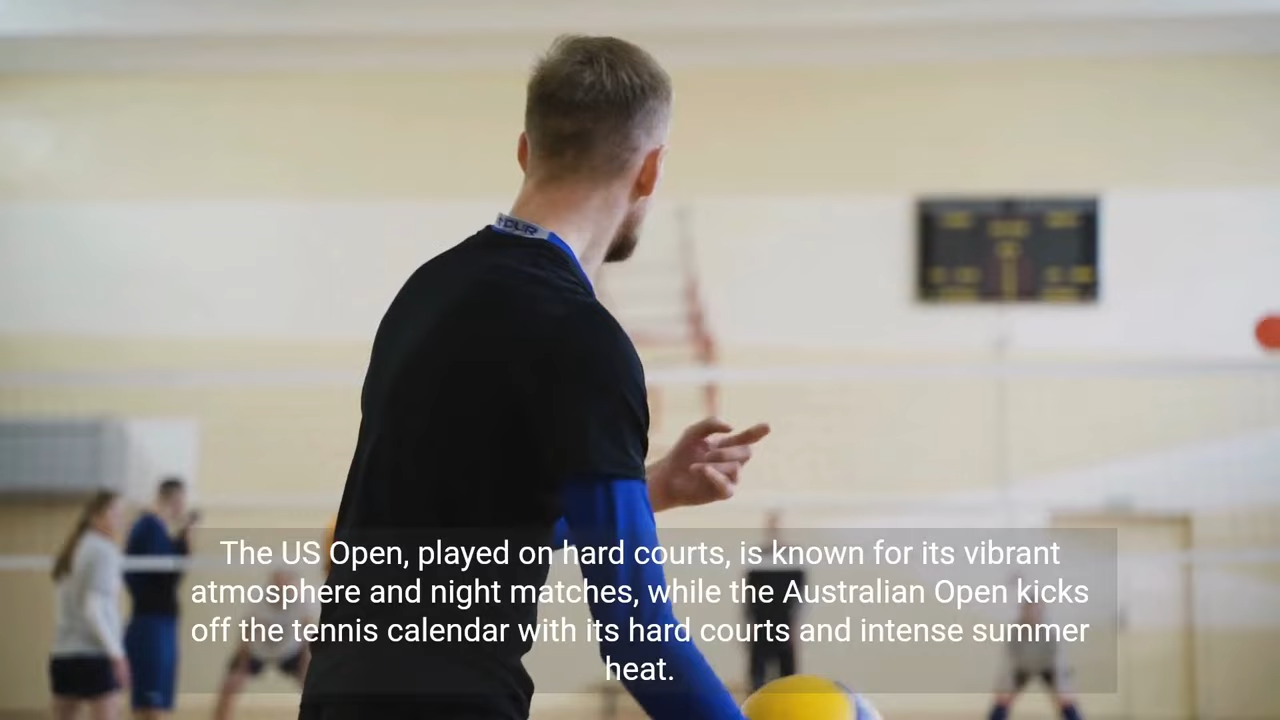 The US Open, played on hard courts, is known for its vibrant
atmosphere and night matches, while the Australian Open kicks
off the tennis calendar with its hard courts and intense summer
heat.